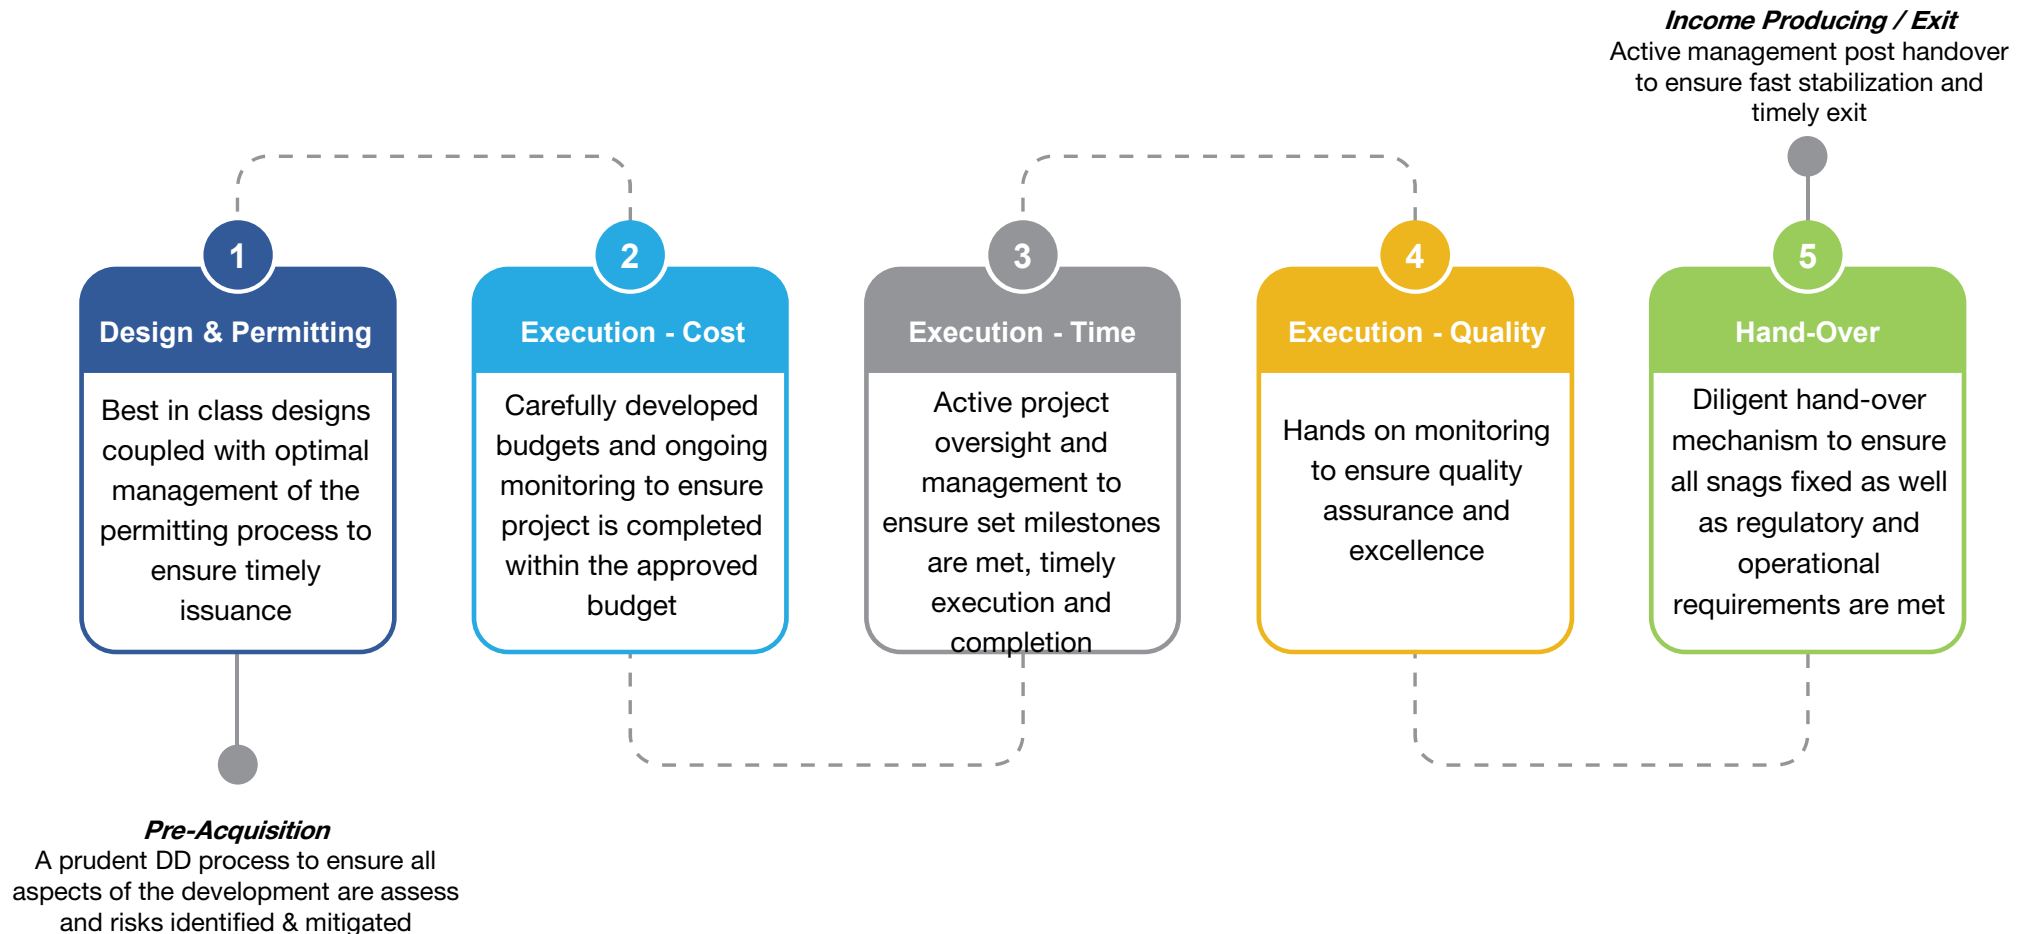 Income Producing / Exit
Active management post handover
to ensure fast stabilization and
timely exit
1
Design & Permitting
Best in class designs
coupled with optimal
management of the
permitting process to
ensure timely
issuance
2
Execution - Cost
Carefully developed
budgets and ongoing
monitoring to ensure
project is completed
within the approved
budget
3
Execution - Time
Active project
oversight and
management to
ensure set milestones
are met, timely
execution and
completion
4
Execution - Quality
Hands on monitoring
to ensure quality
assurance and
excellence
5
Hand-Over
Diligent hand-over
mechanism to ensure
all snags fixed as well
as regulatory and
operational
requirements are met
Pre-Acquisition
A prudent DD process to ensure all
aspects of the development are assess
and risks identified & mitigated